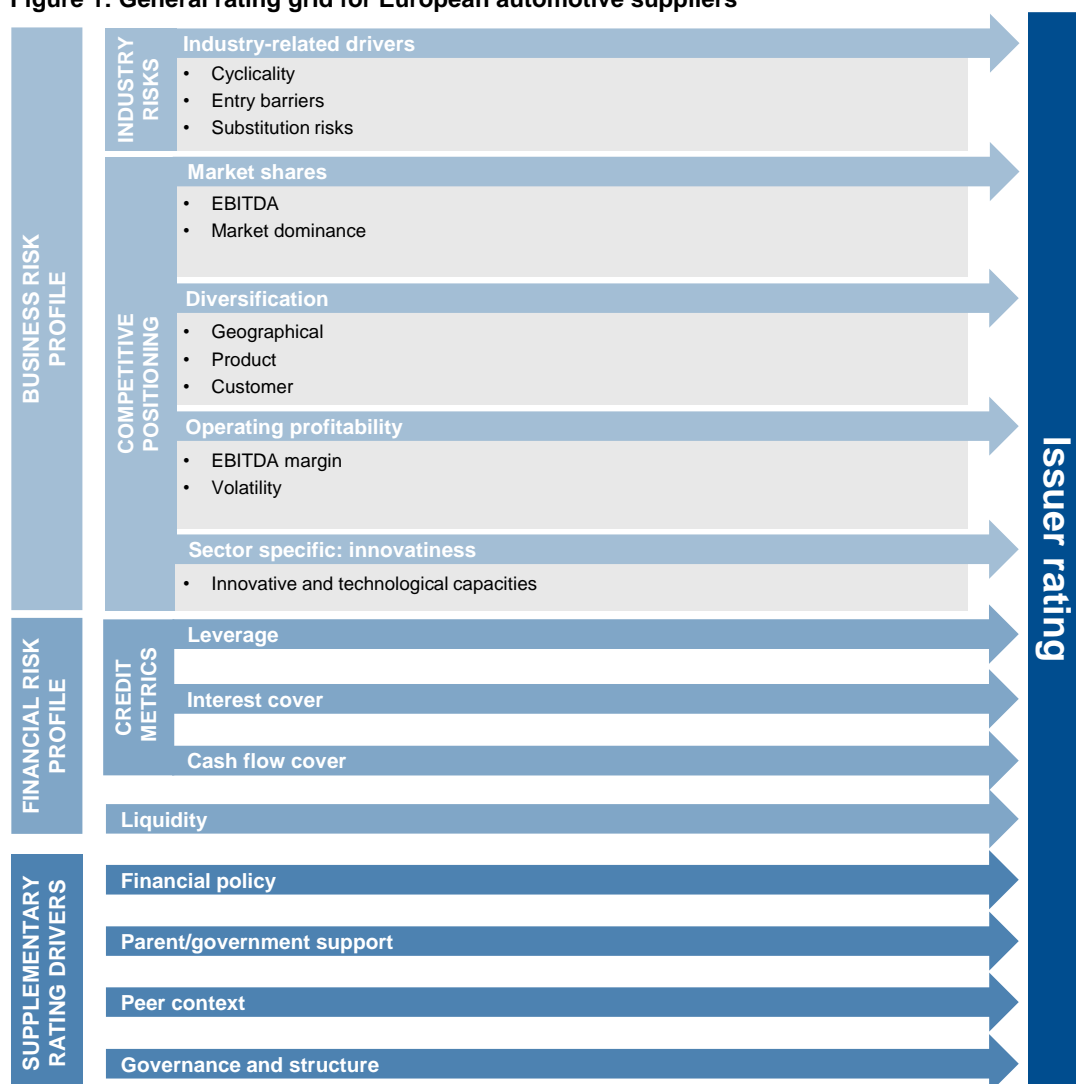 Figure 1: General rating grid for European automotive suppliers
BUSINESS RISK
PROFILE
INDUSTRY
RISKS
Industry-related drivers
• Cyclicality
• Entry barriers
• Substitution risks
COMPETITIVE
POSITIONING
Market shares
• EBITDA
• Market dominance
Diversification
• Geographical
• Product
• Customer
Operating profitability
• EBITDA margin
• Volatility
Sector specific: innovatiness
• Innovative and technological capacities
FINANCIAL RISK
PROFILE
CREDIT
METRICS
Leverage
Interest cover
Cash flow cover
Liquidity
SUPPLEMENTARY
RATING DRIVERS
Financial policy
Parent/government support
Peer context
Governance and structure
Issuer rating